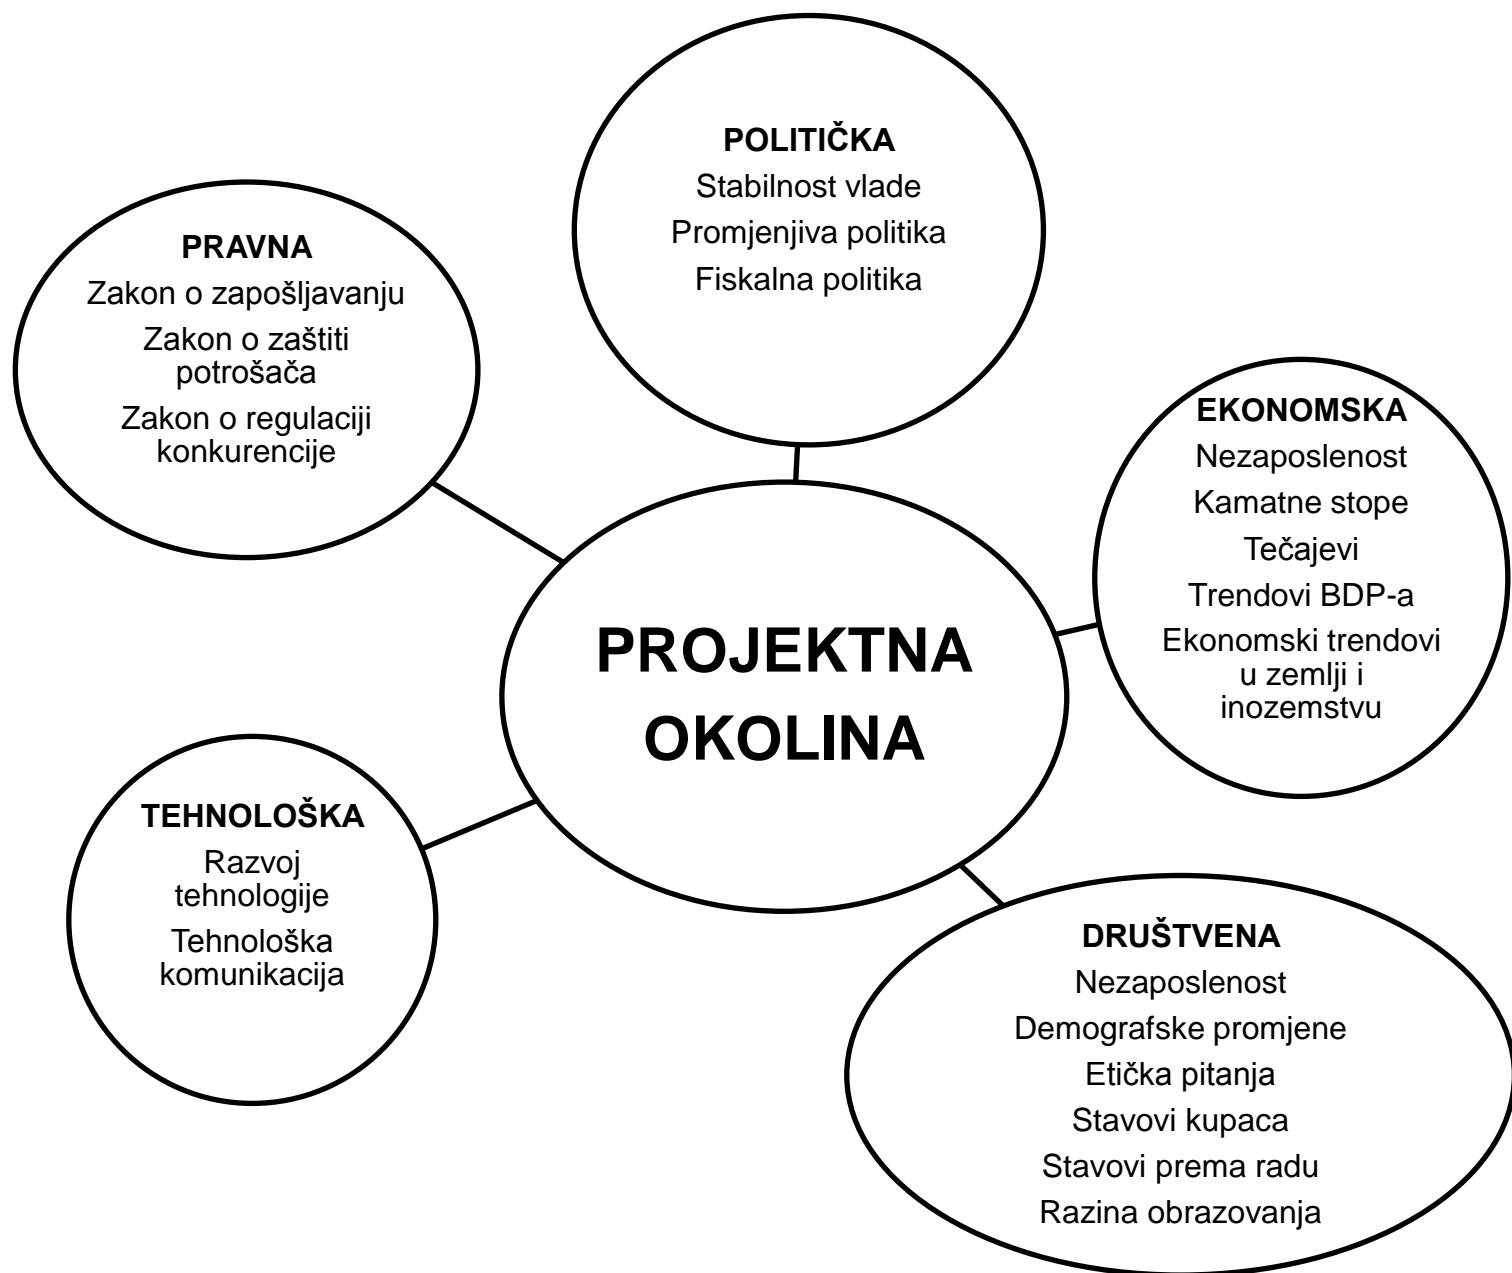 POLITIČKA
Stabilnost vlade
Promjenjiva politika
Fiskalna politika
PRAVNA
Zakon o zapošljavanju
Zakon o zaštiti
potrošača
Zakon o regulaciji
konkurencije
EKONOMSKA
Nezaposlenost
Kamatne stope
Tečajevi
Trendovi BDP-a
Ekonomski trendovi
u zemlji i
inozemstvu
PROJEKTNA
OKOLINA
TEHNOLOŠKA
Razvoj
tehnologije
Tehnološka
komunikacija
DRUŠTVENA
Nezaposlenost
Demografske promjene
Etička pitanja
Stavovi kupaca
Stavovi prema radu
Razina obrazovanja